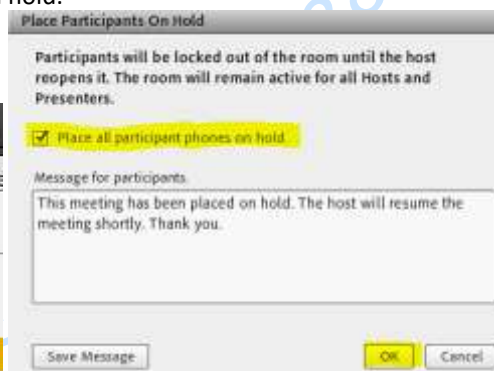 hold.
Place Participants On Hold
Participants will be locked out of the room until the host
reopens it. The room will remain active for all Hosts and
Presenters.
Place all participant phones on hold
Message for participants
This meeting has been placed on hold. The host will resume the
meeting shortly. Thank you.
Save Message
OK
Cancel